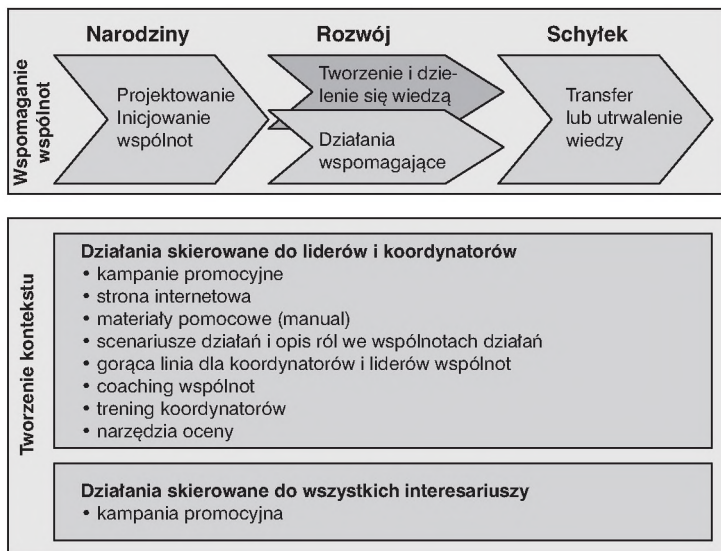 Wspomaganie
wspólnot
Narodziny
Rozwój
Schyłek
Projektowanie
Inicjowanie
wspólnot
Tworzenie i dzie-
lenie się wiedzą
Działania
wspomagające
Transfer
lub utrwalenie
wiedzy
Tworzenie kontekstu
Działania skierowane do liderów i koordynatorów
• kampanie promocyjne
• strona internetowa
• materiały pomocowe (manual)
• scenariusze działań i opis ról we wspólnotach działań
• gorąca linia dla koordynatorów i liderów wspólnot
• coaching wspólnot
• trening koordynatorów
• narzędzia oceny
Działania skierowane do wszystkich interesariuszy
• kampania promocyjna